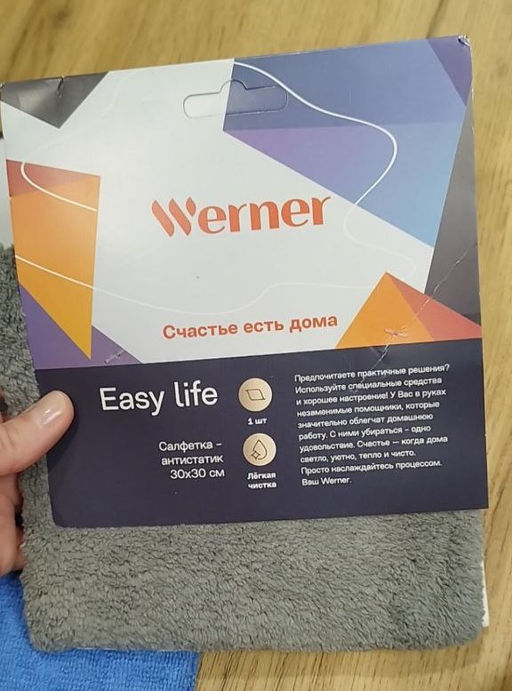 Werner
Счастье есть дома
Easy life
1 шт
Салфетка –
антистатик
30х30 см
Лёгкая
чистка
Предпочитаете практичные решения?
Используйте специальные средства
и хорошее настроение! У Вас в руках
незаменимые помощники, которые
значительно облегчат домашнюю
работу. С ними убираться – одно
удовольствие. Счастье — когда дома
светло, уютно, тепло и чисто.
Просто наслаждайтесь процессом.
Ваш Werner.